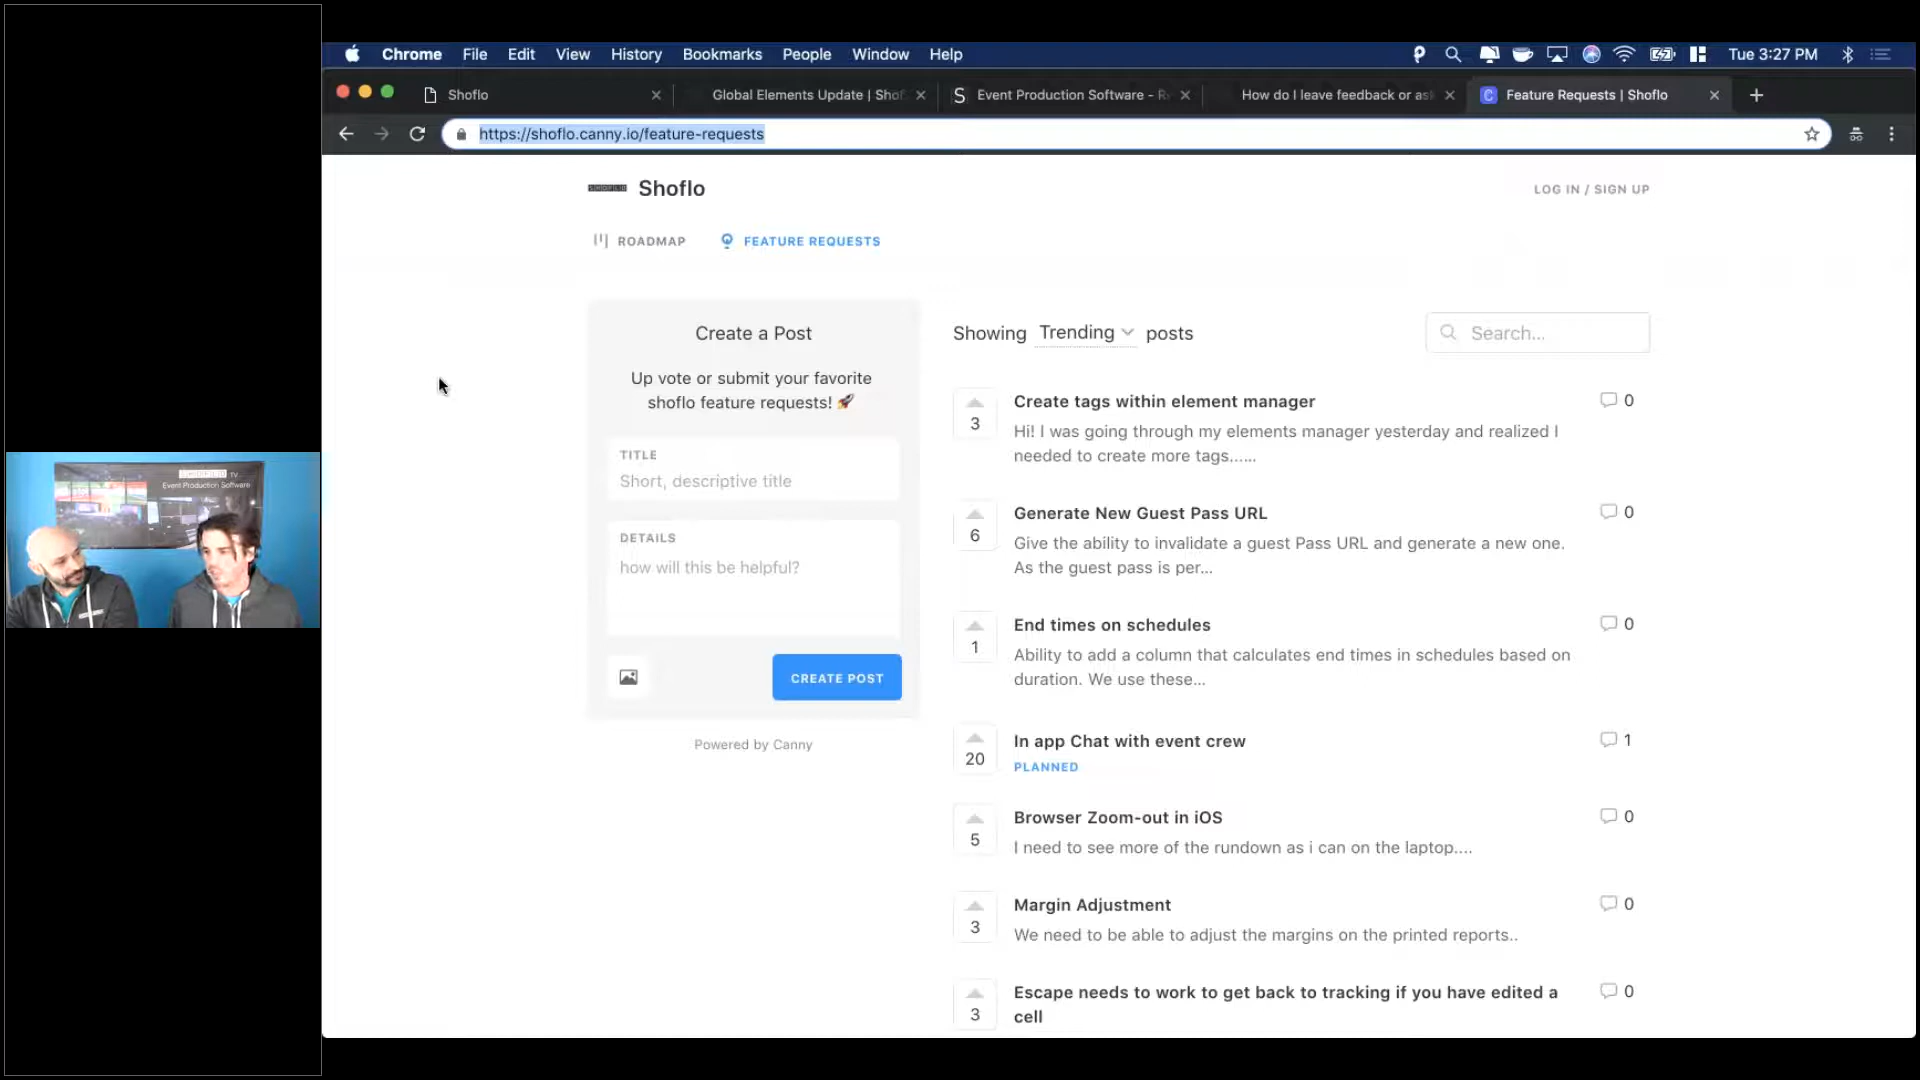 Chrome File Edit View History Bookmarks People Window Help Tue 3:27 PM
Shoflo
Global Elements Update | Shof
Event Production Software - R
How do I leave feedback or as
Feature Requests | Shoflo
https://shoflo.canny.io/feature-requests
Shoflo
LOG IN / SIGN UP
ROADMAP
FEATURE REQUESTS
Create a Post
Up vote or submit your favorite
shoflo feature requests! 🚀
TITLE
Short, descriptive title
DETAILS
how will this be helpful?
CREATE POST
Powered by Canny
Showing Trending posts
Search...
3
Create tags within element manager
0
Hi! I was going through my elements manager yesterday and realized I
needed to create more tags......
6
Generate New Guest Pass URL
0
Give the ability to invalidate a guest Pass URL and generate a new one.
As the guest pass is per...
1
End times on schedules
0
Ability to add a column that calculates end times in schedules based on
duration. We use these...
20
In app Chat with event crew
1
PLANNED
5
Browser Zoom-out in iOS
0
I need to see more of the rundown as i can on the laptop....
3
Margin Adjustment
0
We need to be able to adjust the margins on the printed reports..
3
Escape needs to work to get back to tracking if you have edited a
cell
0
SHOFLO TV
Event Production Software